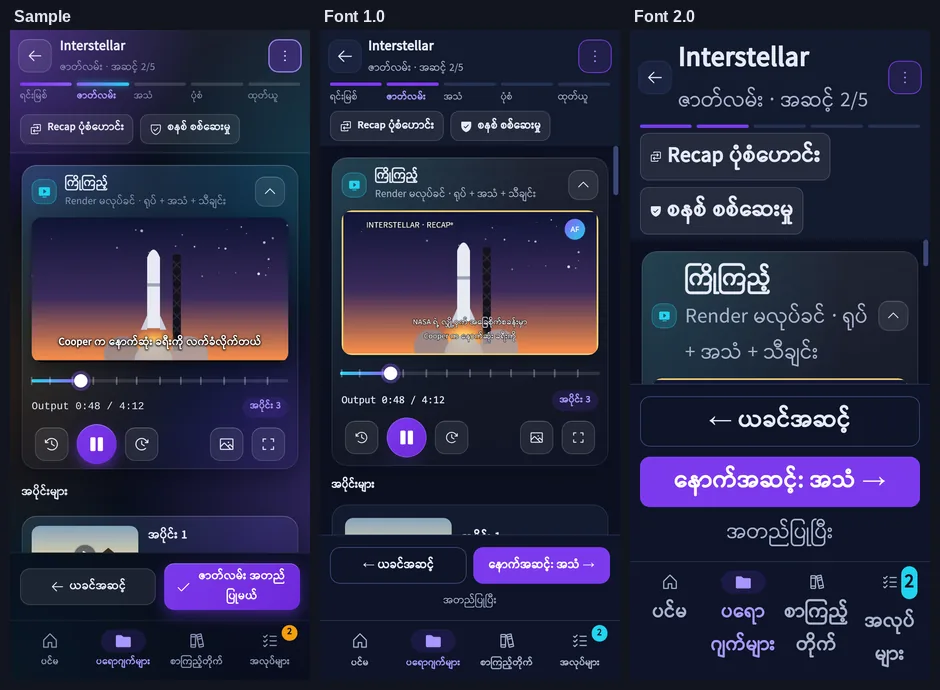 Sample
Interstellar
ဇာတ်လမ်း · အဆင့် 2/5
ရင်းမြစ်
ဇာတ်လမ်း
အသံ
ပုံစံ
ထုတ်ယူ
Recap ပုံစံဟောင်း
စနစ် စစ်ဆေးမှု
ကြိုကြည့်
Render မလုပ်ခင် · ရုပ် + အသံ + သီချင်း
Cooper က နောက်ဆုံး ခရီးကို လက်ခံလိုက်တယ်
Output 0:48 / 4:12
အပိုင်း 3
အပိုင်းများ
အပိုင်း 1
← ယခင်အဆင့်
ဇာတ်လမ်း အတည်
ပြုမယ်
ပင်မ
ပရောဂျက်များ
စာကြည့်တိုက်
အလုပ်များ
2
Font 1.0
Interstellar
ဇာတ်လမ်း · အဆင့် 2/5
ရင်းမြစ်
ဇာတ်လမ်း
အသံ
ပုံစံ
ထုတ်ယူ
Recap ပုံစံဟောင်း
စနစ် စစ်ဆေးမှု
ကြိုကြည့်
Render မလုပ်ခင် · ရုပ် + အသံ + သီချင်း
INTERSTELLAR · RECAP
AF
NASA ရဲ့
Cooper က နောက်ဆုံး ခရီးကို
Output 0:48 / 4:12
အပိုင်း 3
အပိုင်းများ
← ယခင်အဆင့်
နောက်အဆင့်: အသံ →
အတည်ပြုပြီး
ပင်မ
ပရောဂျက်များ
စာကြည့်တိုက်
အလုပ်များ
2
Font 2.0
Interstellar
ဇာတ်လမ်း · အဆင့် 2/5
Recap ပုံစံဟောင်း
စနစ် စစ်ဆေးမှု
ကြိုကြည့်
Render မလုပ်ခင် · ရုပ်
+ အသံ + သီချင်း
← ယခင်အဆင့်
နောက်အဆင့်: အသံ →
အတည်ပြုပြီး
ပင်မ
ပရော
ဂျက်များ
စာကြည့်
တိုက်
အလုပ်
များ
2